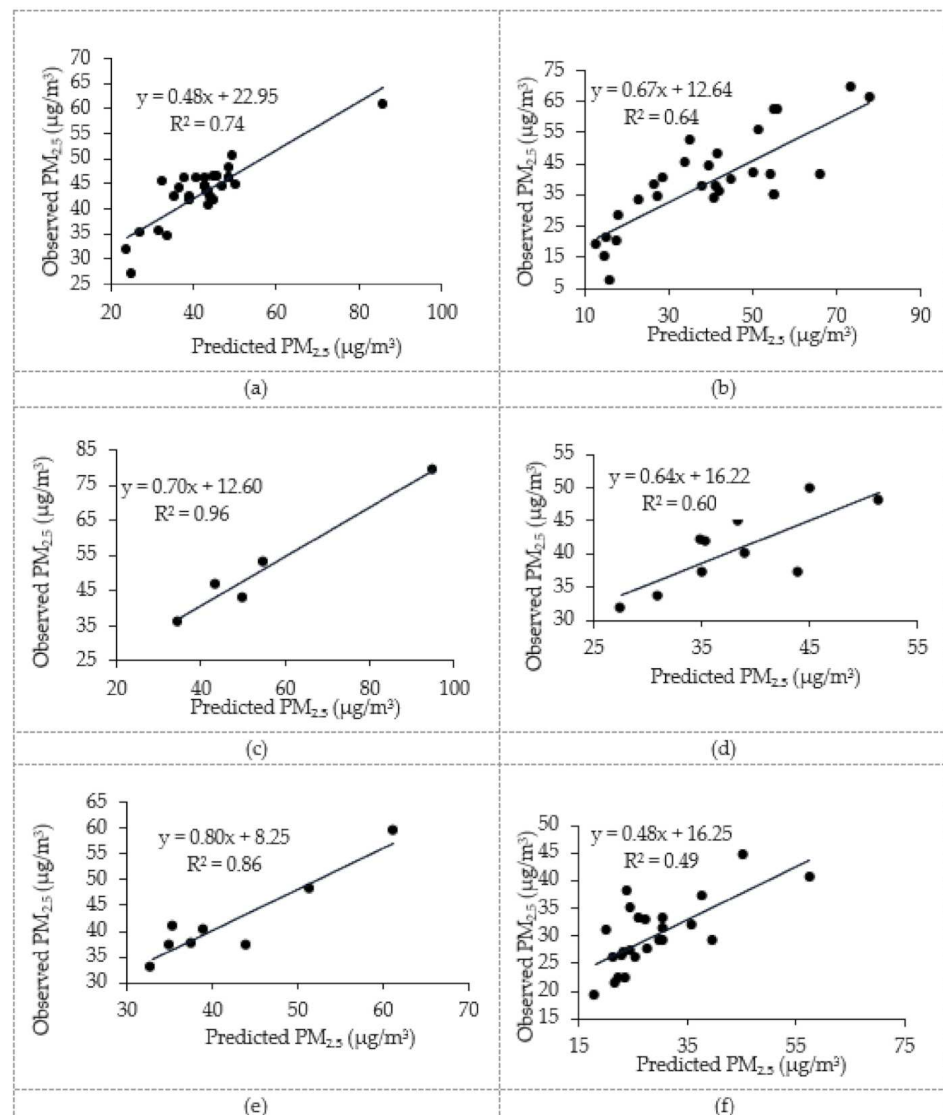 70
65
60
55
50
45
40
35
30
25
Observed PM2.5 (µg/m³)
y = 0.48x + 22.95
R² = 0.74
20 40 60 80 100
Predicted PM2.5 (µg/m³)
(a)
75
65
55
45
35
25
15
5
Observed PM2.5 (µg/m³)
y = 0.67x + 12.64
R² = 0.64
10 30 50 70 90
Predicted PM2.5 (µg/m³)
(b)
85
75
65
55
45
35
25
Observed PM2.5 (µg/m³)
y = 0.70x + 12.60
R² = 0.96
20 40 60 80 100
Predicted PM2.5 (µg/m³)
(c)
55
50
45
40
35
30
Observed PM2.5 (µg/m³)
y = 0.64x + 16.22
R² = 0.60
25 35 45 55
Predicted PM2.5 (µg/m³)
(d)
65
60
55
50
45
40
35
30
Observed PM2.5 (µg/m³)
y = 0.80x + 8.25
R² = 0.86
30 40 50 60 70
Predicted PM2.5 (µg/m³)
(e)
50
45
40
35
30
25
20
15
Observed PM2.5 (µg/m³)
y = 0.48x + 16.25
R² = 0.49
15 35 55 75
Predicted PM2.5 (µg/m³)
(f)